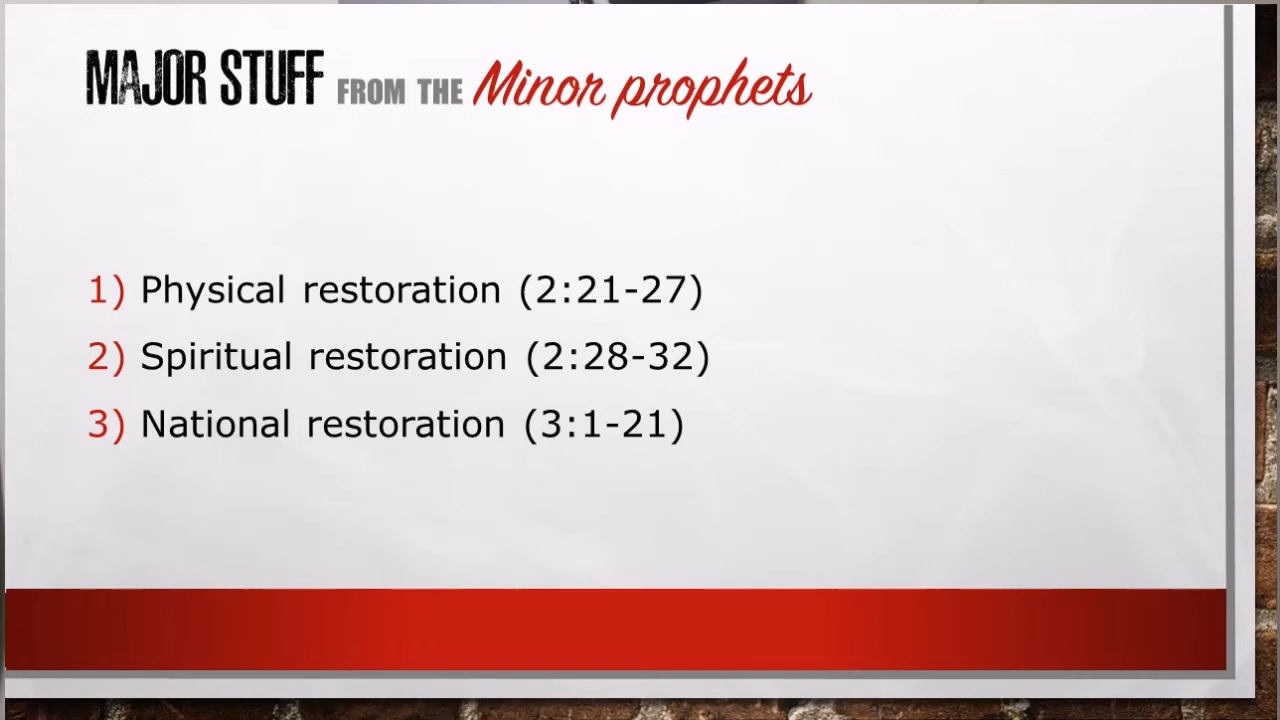 MAJOR STUFF FROM THE Minor prophets
1) Physical restoration (2:21-27)
2) Spiritual restoration (2:28-32)
3) National restoration (3:1-21)